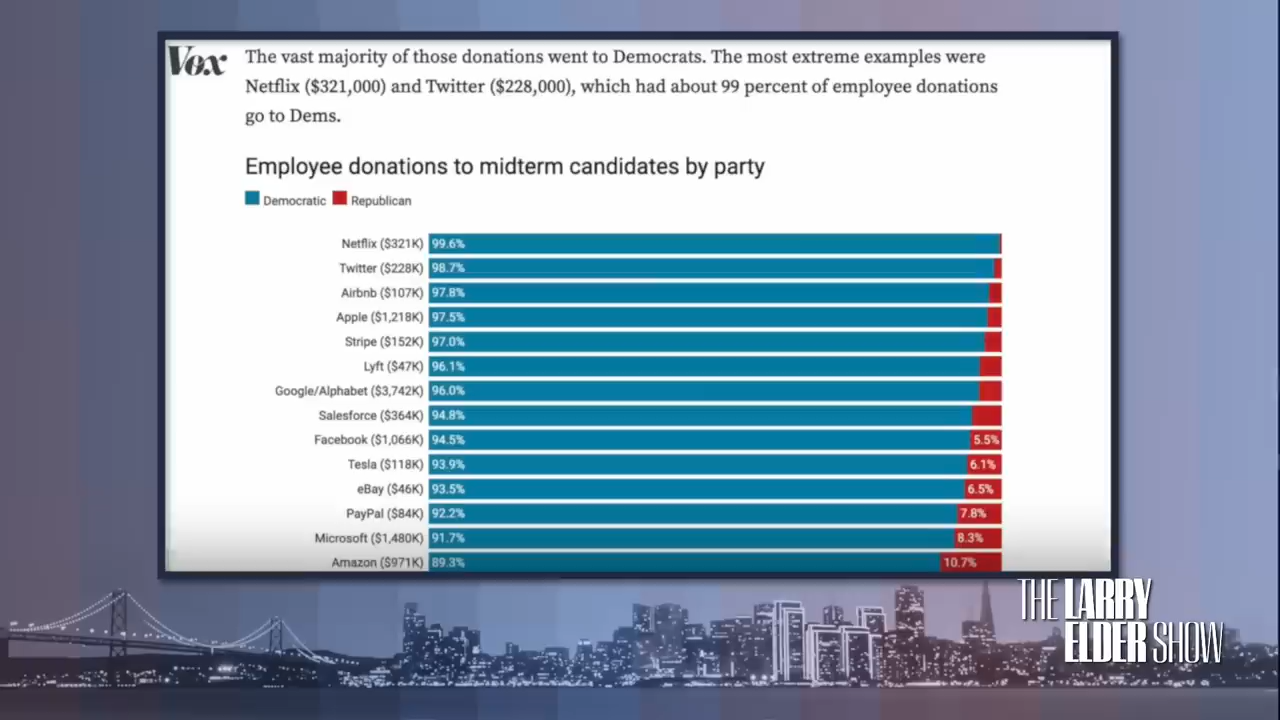 Vox
The vast majority of those donations went to Democrats. The most extreme examples were
Netflix ($321,000) and Twitter ($228,000), which had about 99 percent of employee donations
go to Dems.
Employee donations to midterm candidates by party
Democratic Republican
Netflix ($321K) 99.6%
Twitter ($228K) 98.7%
Airbnb ($107K) 97.8%
Apple ($1,218K) 97.5%
Stripe ($152K) 97.0%
Lyft ($47K) 96.1%
Google/Alphabet ($3,742K) 96.0%
Salesforce ($364K) 94.8%
Facebook ($1,066K) 94.5% 5.5%
Tesla ($118K) 93.9% 6.1%
eBay ($46K) 93.5% 6.5%
PayPal ($84K) 92.2% 7.8%
Microsoft ($1,480K) 91.7% 8.3%
Amazon ($971K) 89.3% 10.7%
THE LARRY
ELDER SHOW